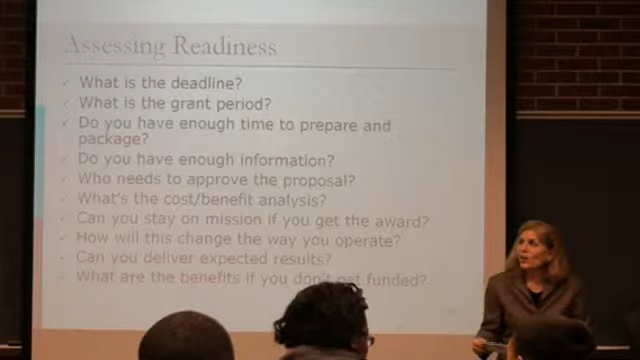 Assessing Readiness
✓ What is the deadline?
✓ What is the grant period?
✓ Do you have enough time to prepare and
package?
✓ Do you have enough information?
✓ Who needs to approve the proposal?
✓ What's the cost/benefit analysis?
✓ Can you stay on mission if you get the award?
✓ How will this change the way you operate?
✓ Can you deliver expected results?
✓ What are the benefits if you don't get funded?